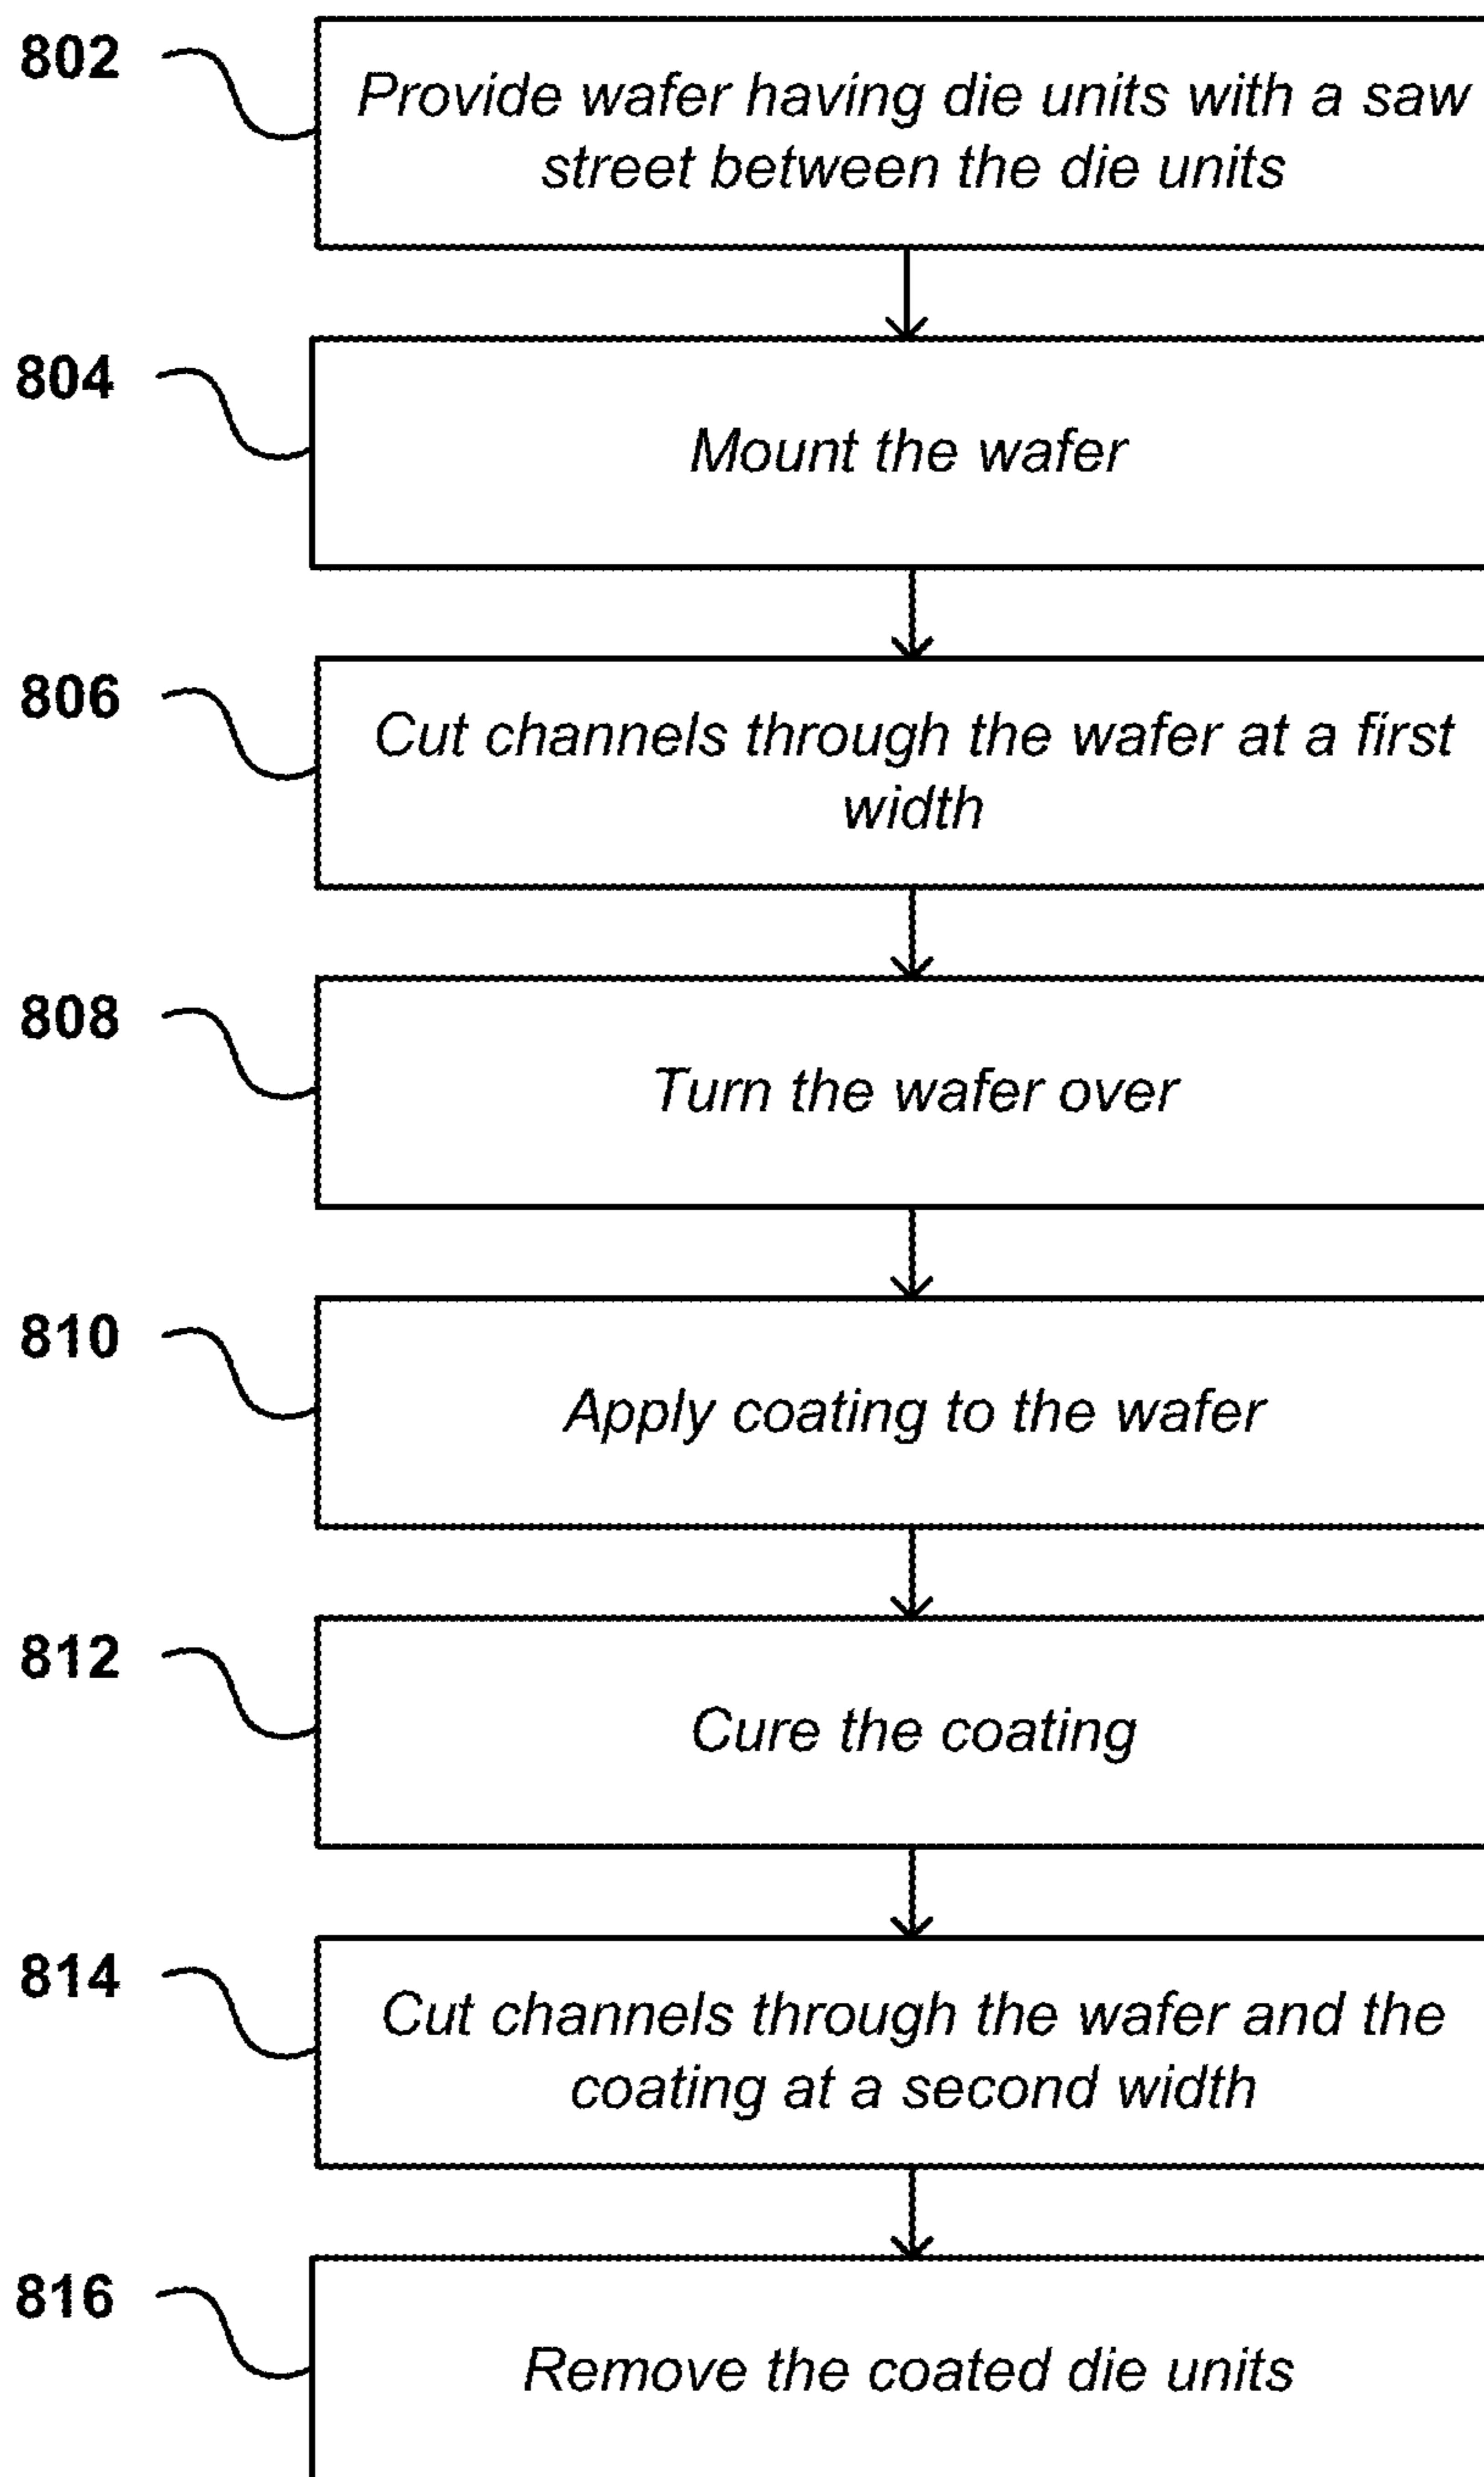 802
Provide wafer having die units with a saw
street between the die units
804
Mount the wafer
806
Cut channels through the wafer at a first
width
808
Turn the wafer over
810
Apply coating to the wafer
812
Cure the coating
814
Cut channels through the wafer and the
coating at a second width
816
Remove the coated die units